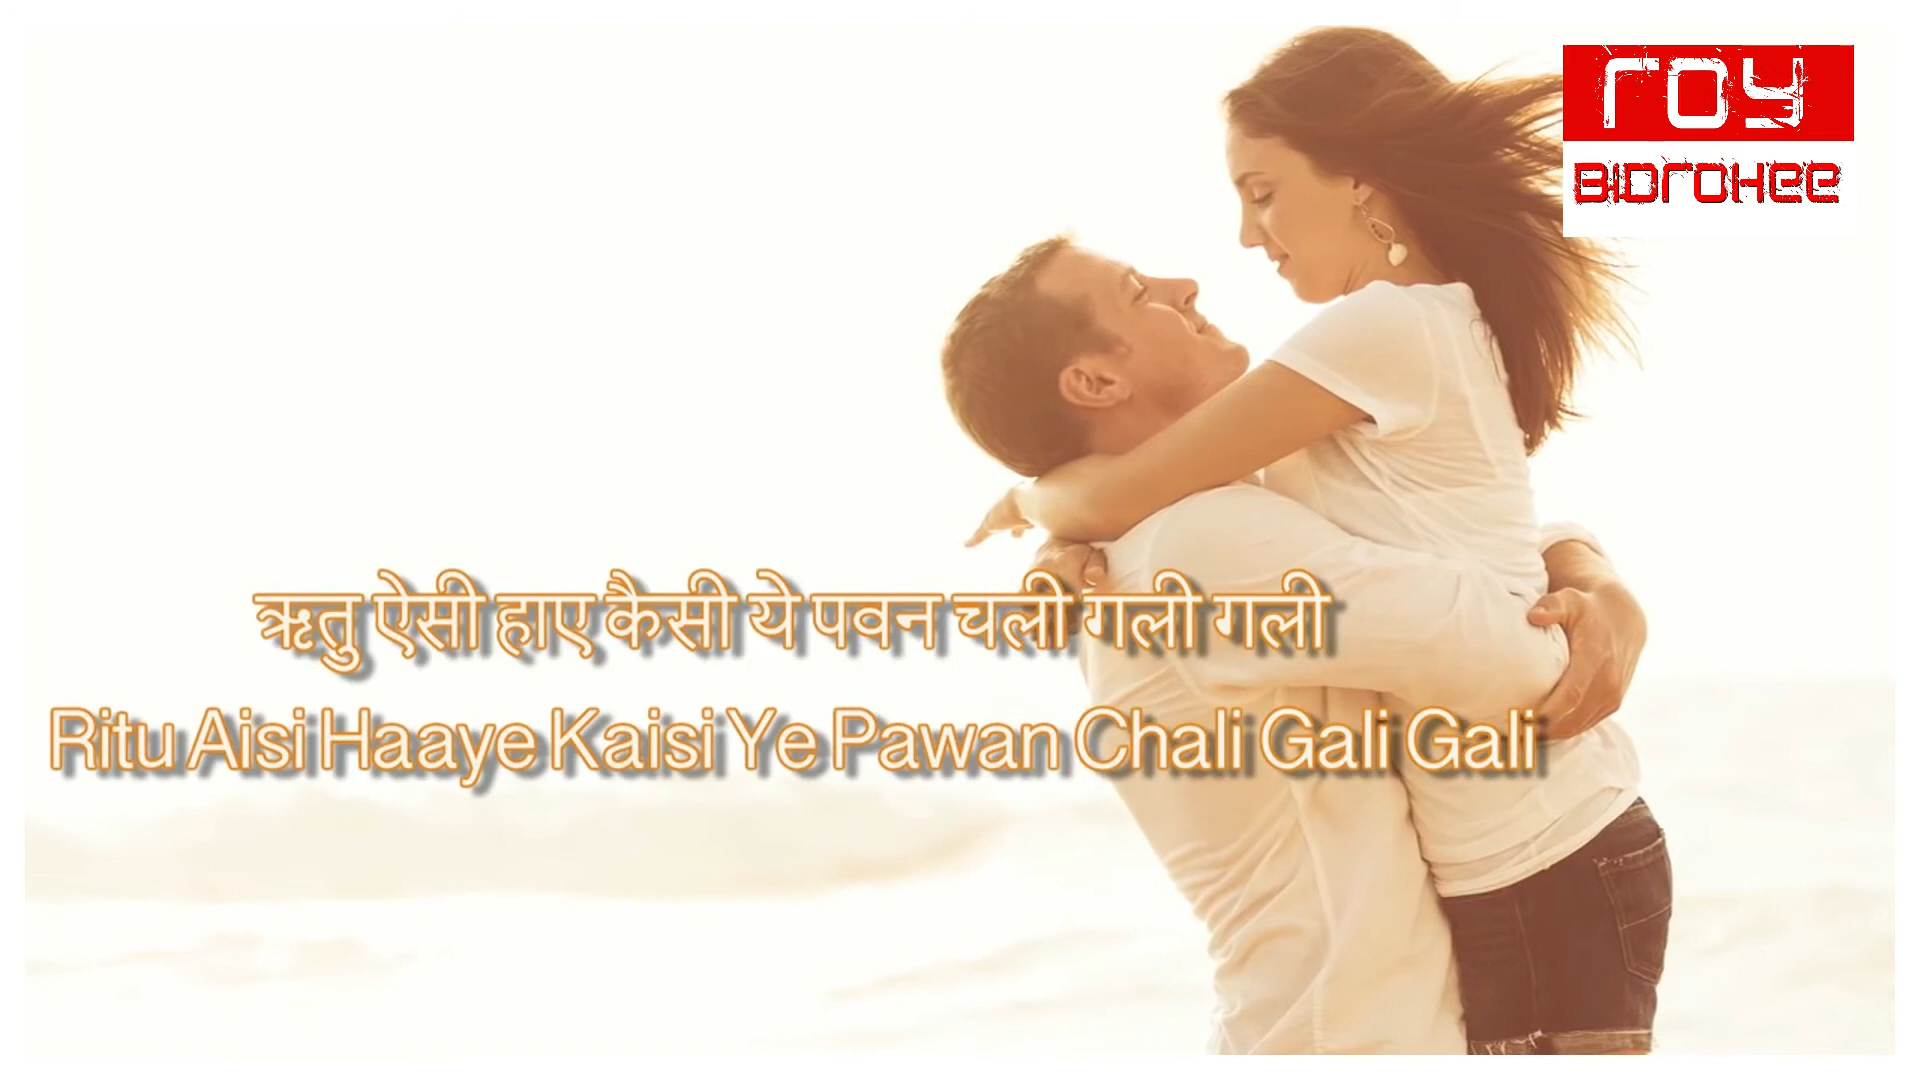 roy
BIDroHee
ऋतु ऐसी हाए कैसी ये पवन चली गली गली
Ritu Aisi Haaye Kaisi Ye Pawan Chali Gali Gali